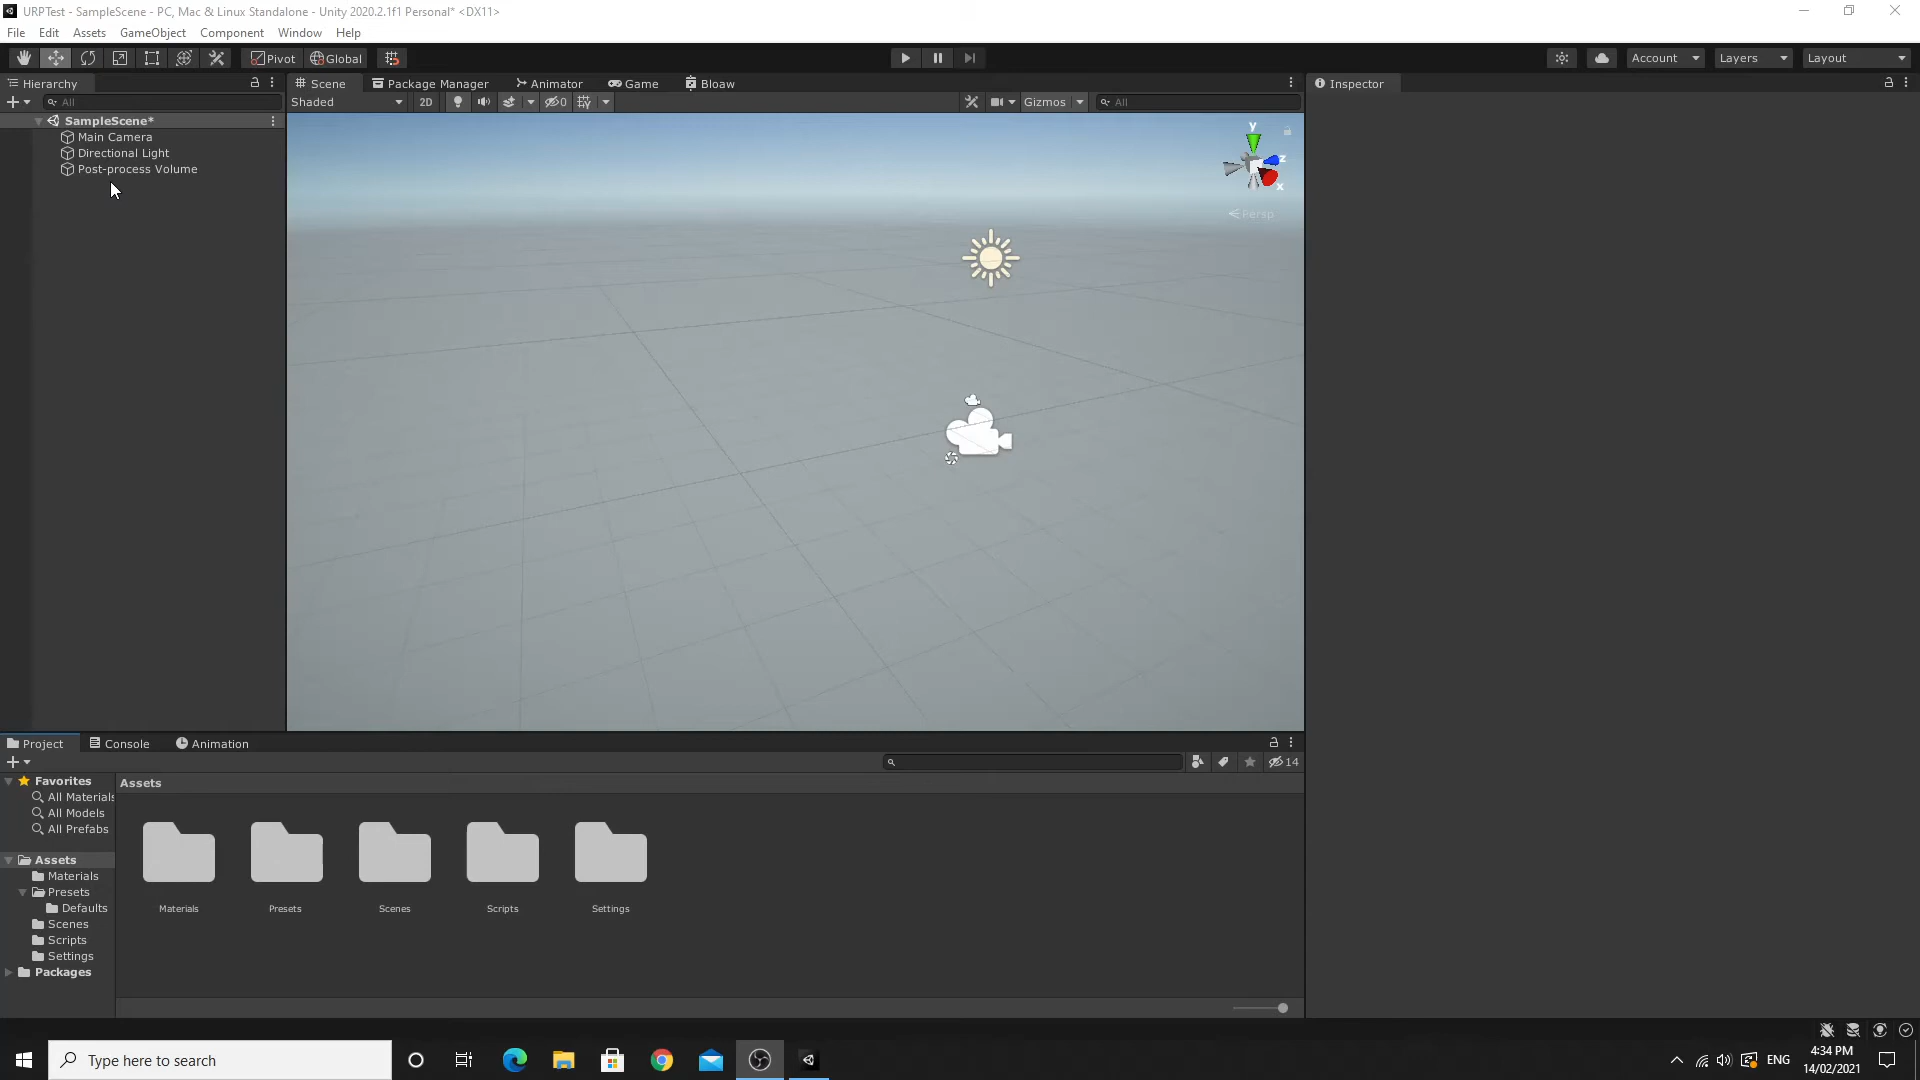 URPTest - SampleScene - PC, Mac & Linux Standalone - Unity 2020.2.1f1 Personal* <DX11>
File Edit Assets GameObject Component Window Help
Pivot Global Account Layers Layout
Hierarchy Scene Package Manager Animator Game Bloaw Inspector
All Shaded 2D 0 Gizmos All
SampleScene*
Main Camera
Directional Light
Post-process Volume
y
z
x
Persp
Project Console Animation
14
Favorites
All Materials
All Models
All Prefabs
Assets
Materials
Presets
Defaults
Scenes
Scripts
Settings
Packages
Assets
Materials Presets Scenes Scripts Settings
Type here to search
ENG
4:34 PM
14/02/2021